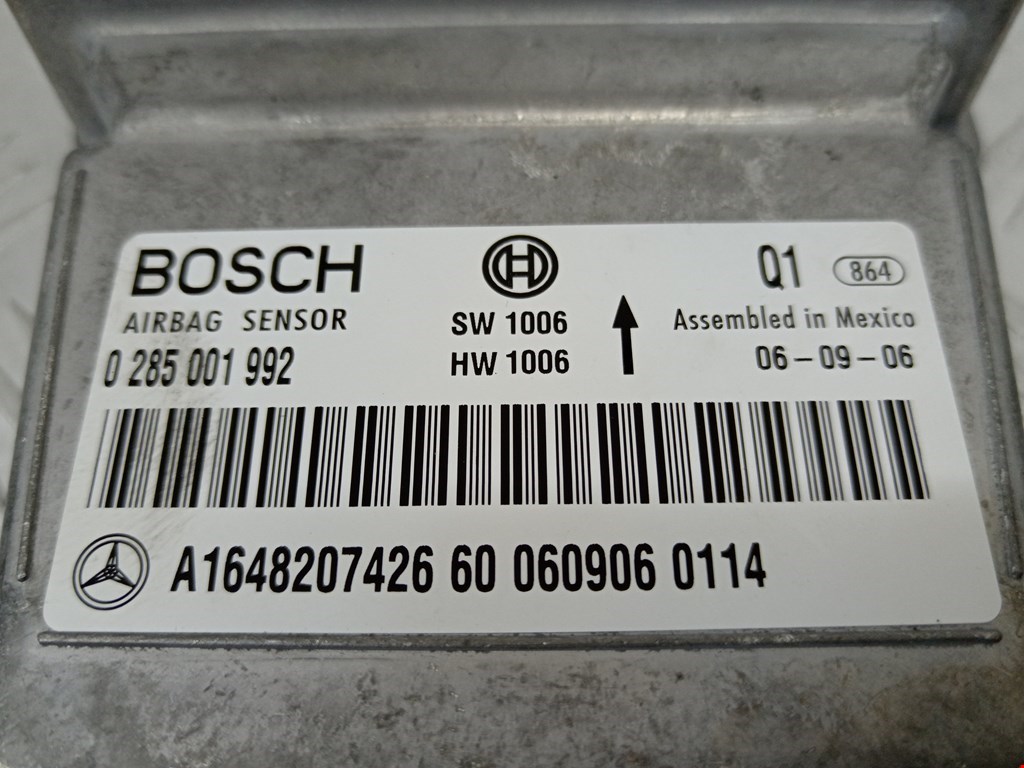 BOSCH
AIRBAG SENSOR
0 285 001 992
SW 1006
HW 1006
Q1 864
Assembled in Mexico
06-09-06
A1648207426 60 060906 0114